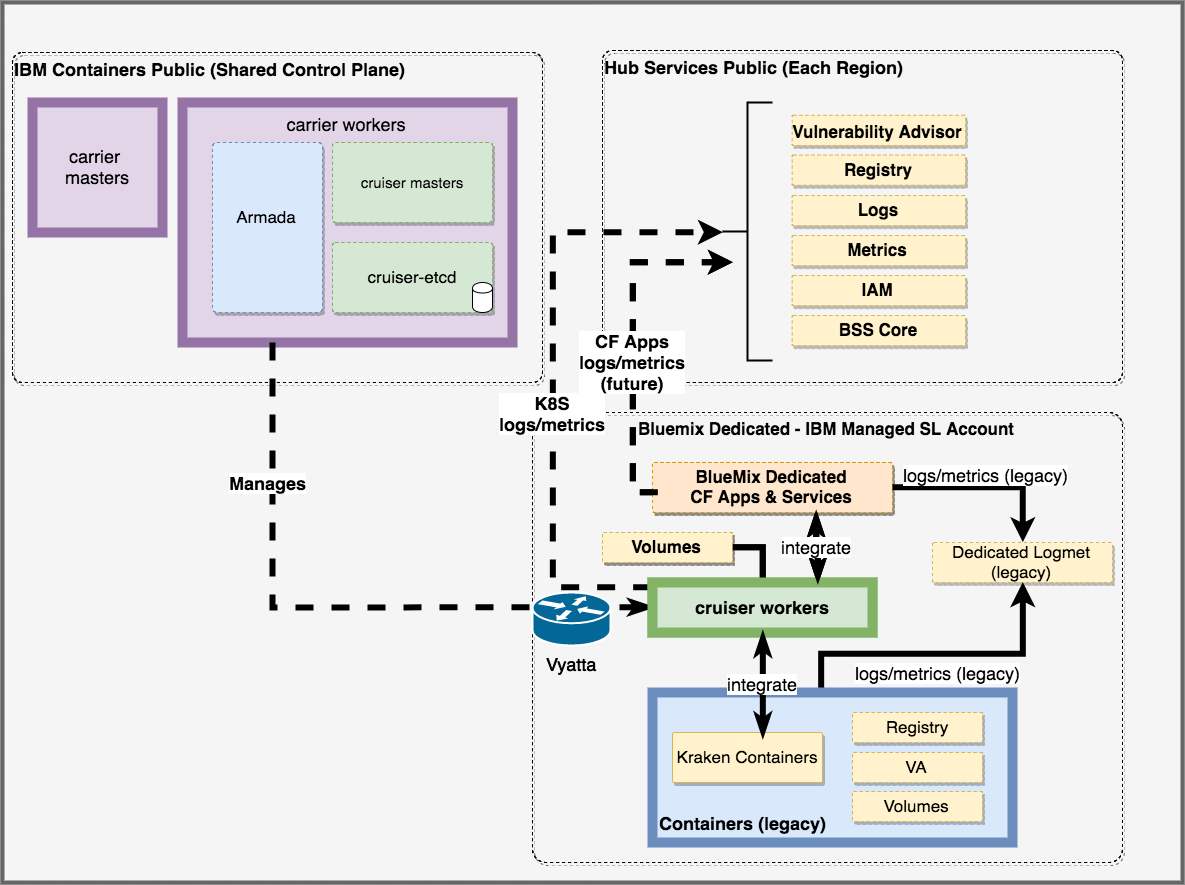 IBM Containers Public (Shared Control Plane)
carrier
masters
carrier workers
Armada
cruiser masters
cruiser-etcd
Hub Services Public (Each Region)
Vulnerability Advisor
Registry
Logs
Metrics
IAM
BSS Core
CF Apps
logs/metrics
(future)
K8S
logs/metrics
Manages
Bluemix Dedicated - IBM Managed SL Account
BlueMix Dedicated
CF Apps & Services
logs/metrics (legacy)
Volumes
integrate
Dedicated Logmet
(legacy)
cruiser workers
Vyatta
integrate
logs/metrics (legacy)
Kraken Containers
Registry
VA
Volumes
Containers (legacy)